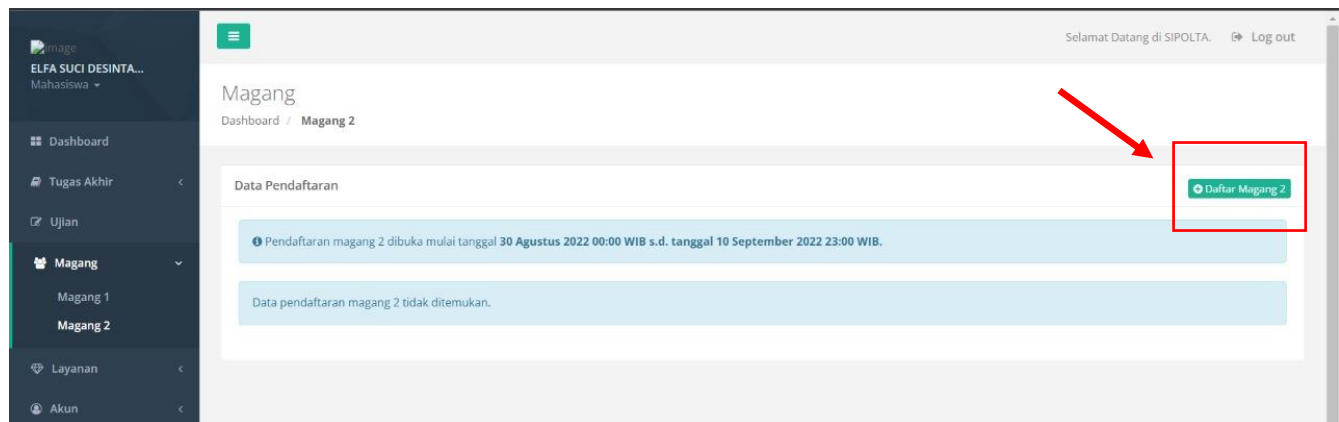 image
ELFA SUCI DESINTA...
Mahasiswa
Dashboard
Tugas Akhir
Ujian
Magang
Magang 1
Magang 2
Layanan
Akun
Selamat Datang di SIPOLTA. Log out
Magang
Dashboard / Magang 2
Data Pendaftaran
Daftar Magang 2
Pendaftaran magang 2 dibuka mulai tanggal 30 Agustus 2022 00:00 WIB s.d. tanggal 10 September 2022 23:00 WIB.
Data pendaftaran magang 2 tidak ditemukan.